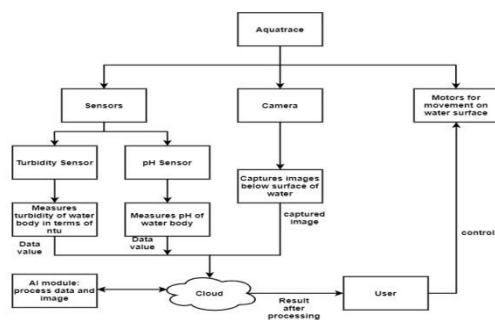 Aquatrace
Sensors
Camera
Motors for
movement on
water surface
Turbidity Sensor
pH Sensor
Measures
turbidity of water
body in terms of
ntu
Measures pH of
water body
Captures images
below surface of
water
Data
value
Data
value
captured
image
control
AI module:
process data and
image
Cloud
Result
after
processing
User